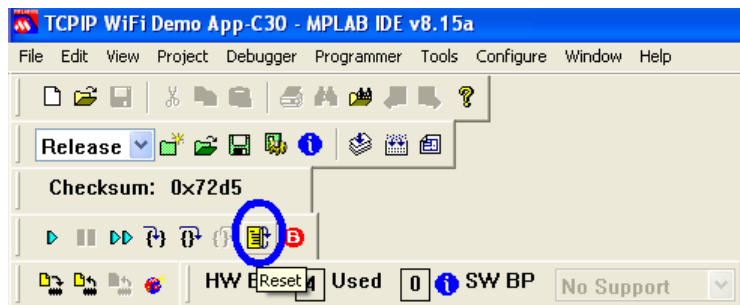 TCPIP WiFi Demo App-C30 - MPLAB IDE v8.15a
File Edit View Project Debugger Programmer Tools Configure Window Help
Release
Checksum: 0x72d5
HW Reset 4 Used 0 SW BP No Support